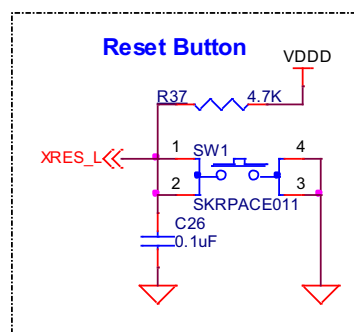 Reset Button
VDDD
R37 4.7K
XRES_L
1 SW1 4
2 3
SKRPACE011
C26
0.1uF